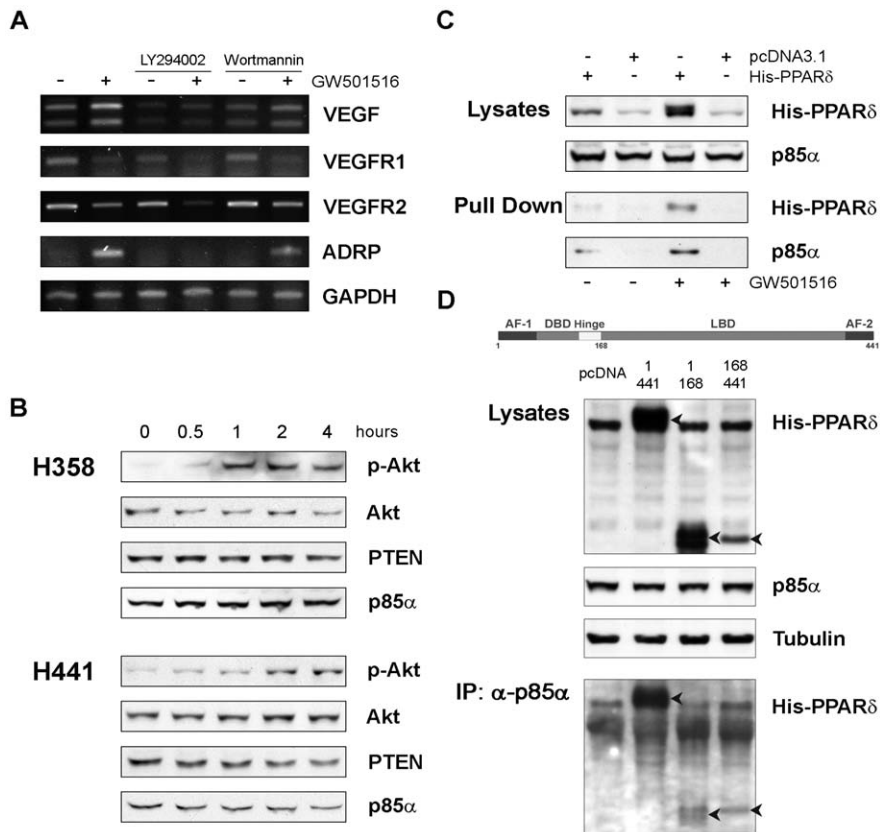 A
LY294002 Wortmannin
- + - + - + GW501516
VEGF
VEGFR1
VEGFR2
ADRP
GAPDH
B
0 0.5 1 2 4 hours
H358
p-Akt
Akt
PTEN
p85α
H441
p-Akt
Akt
PTEN
p85α
C
- + - + pcDNA3.1
+ - + - His-PPARδ
Lysates His-PPARδ
p85α
Pull Down His-PPARδ
p85α
- - + + GW501516
D
AF-1 DBD Hinge LBD AF-2
1 168 441
pcDNA 1 441 1 168 168 441
Lysates His-PPARδ
p85α
Tubulin
IP: α-p85α His-PPARδ